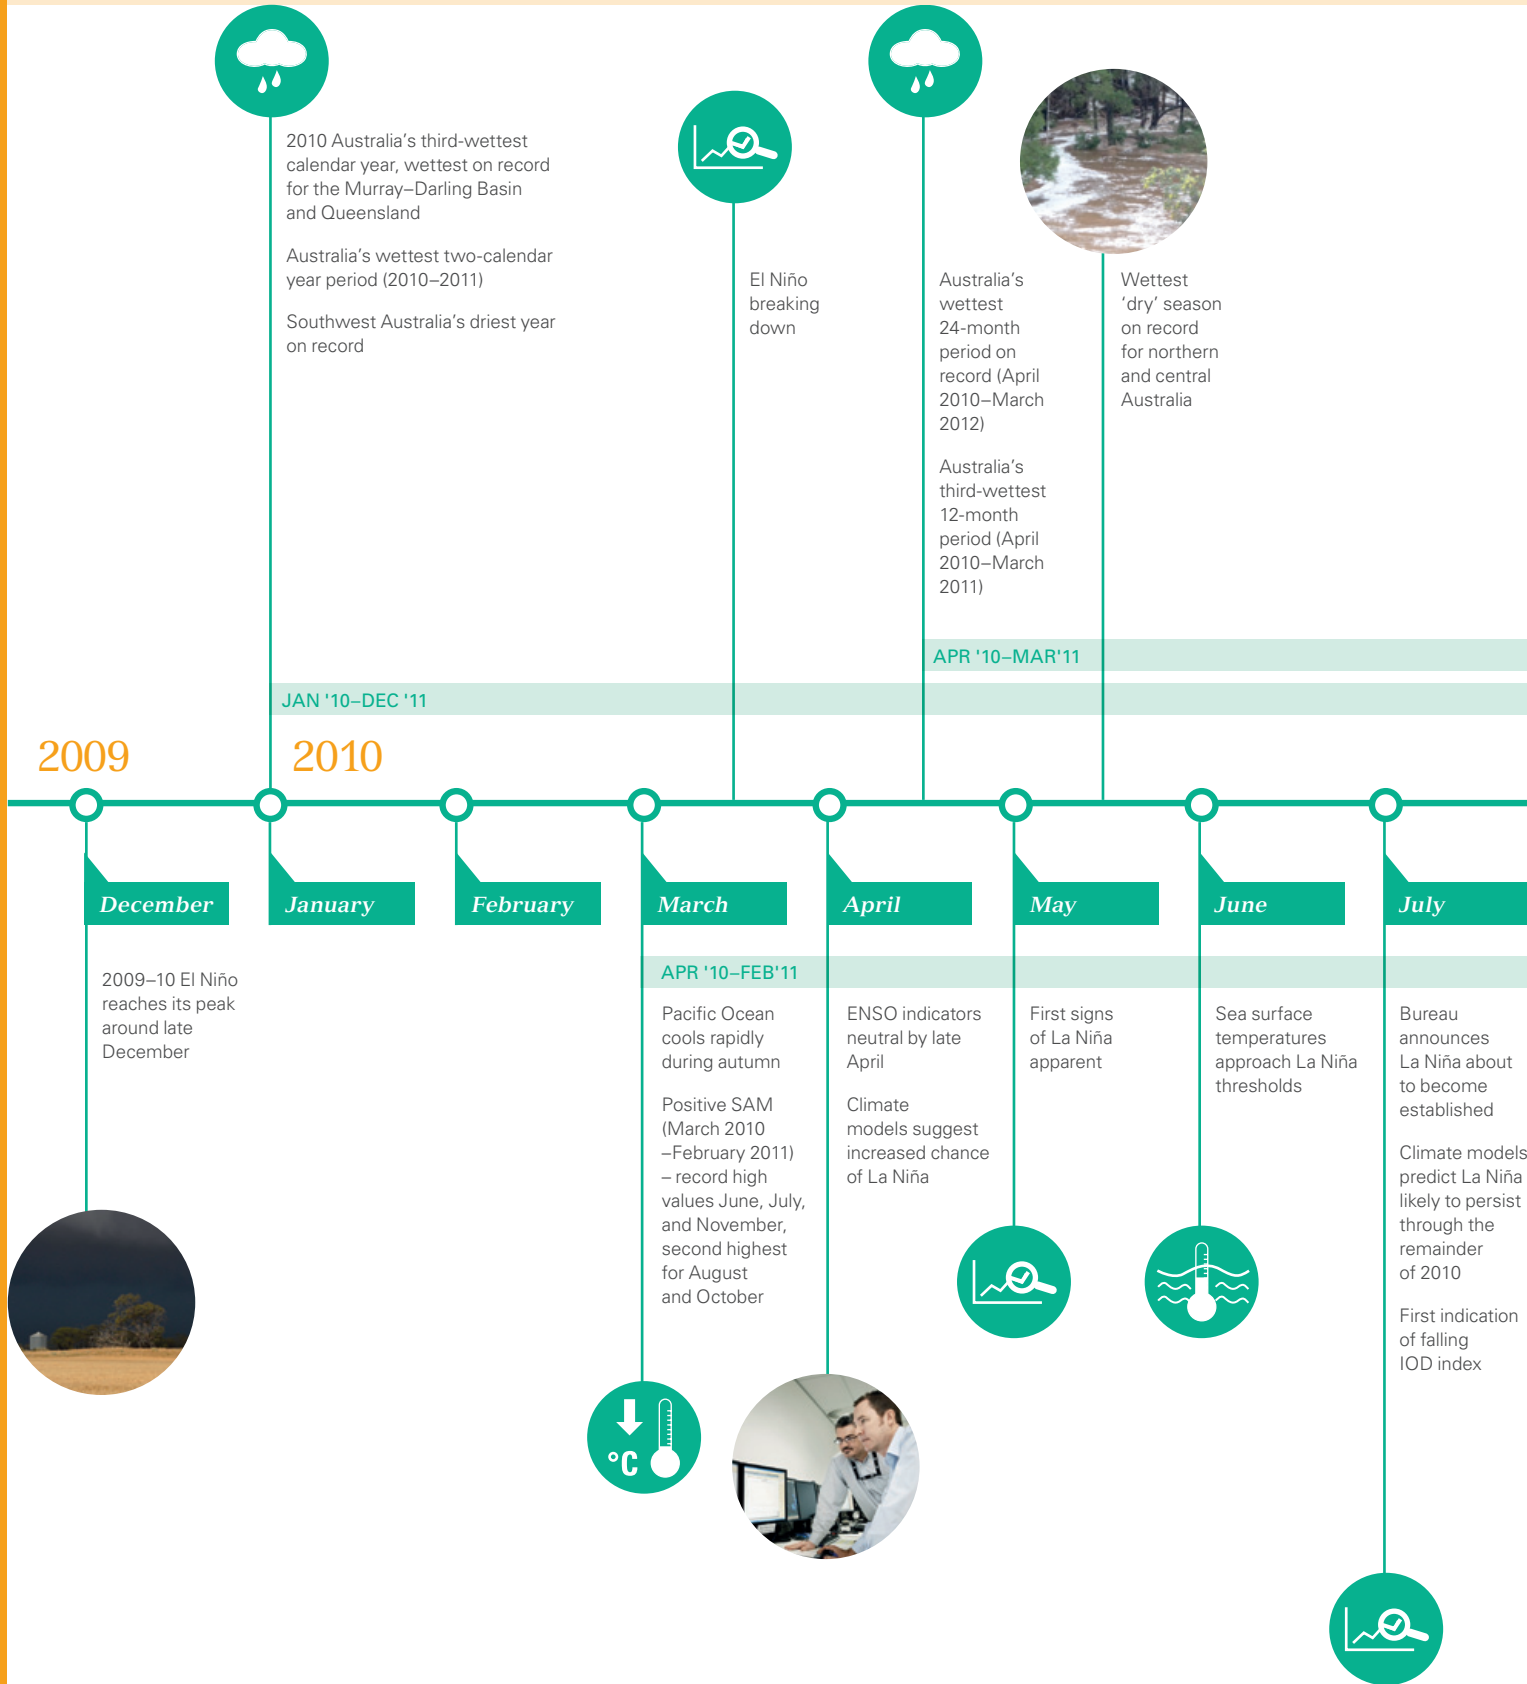 2010 Australia’s third-wettest
calendar year, wettest on record
for the Murray–Darling Basin
and Queensland
Australia’s wettest two-calendar
year period (2010–2011)
Southwest Australia’s driest year
on record
El Niño
breaking
down
Australia’s
wettest
24-month
period on
record (April
2010–March
2012)
Australia’s
third-wettest
12-month
period (April
2010–March
2011)
Wettest
‘dry’ season
on record
for northern
and central
Australia
APR '10–MAR'11
JAN '10–DEC '11
2009
2010
December
January
February
March
April
May
June
July
2009–10 El Niño
reaches its peak
around late
December
APR '10–FEB'11
Pacific Ocean
cools rapidly
during autumn
Positive SAM
(March 2010
–February 2011)
– record high
values June, July,
and November,
second highest
for August
and October
°C
ENSO indicators
neutral by late
April
Climate
models suggest
increased chance
of La Niña
First signs
of La Niña
apparent
Sea surface
temperatures
approach La Niña
thresholds
Bureau
announces
La Niña about
to become
established
Climate models
predict La Niña
likely to persist
through the
remainder
of 2010
First indication
of falling
IOD index